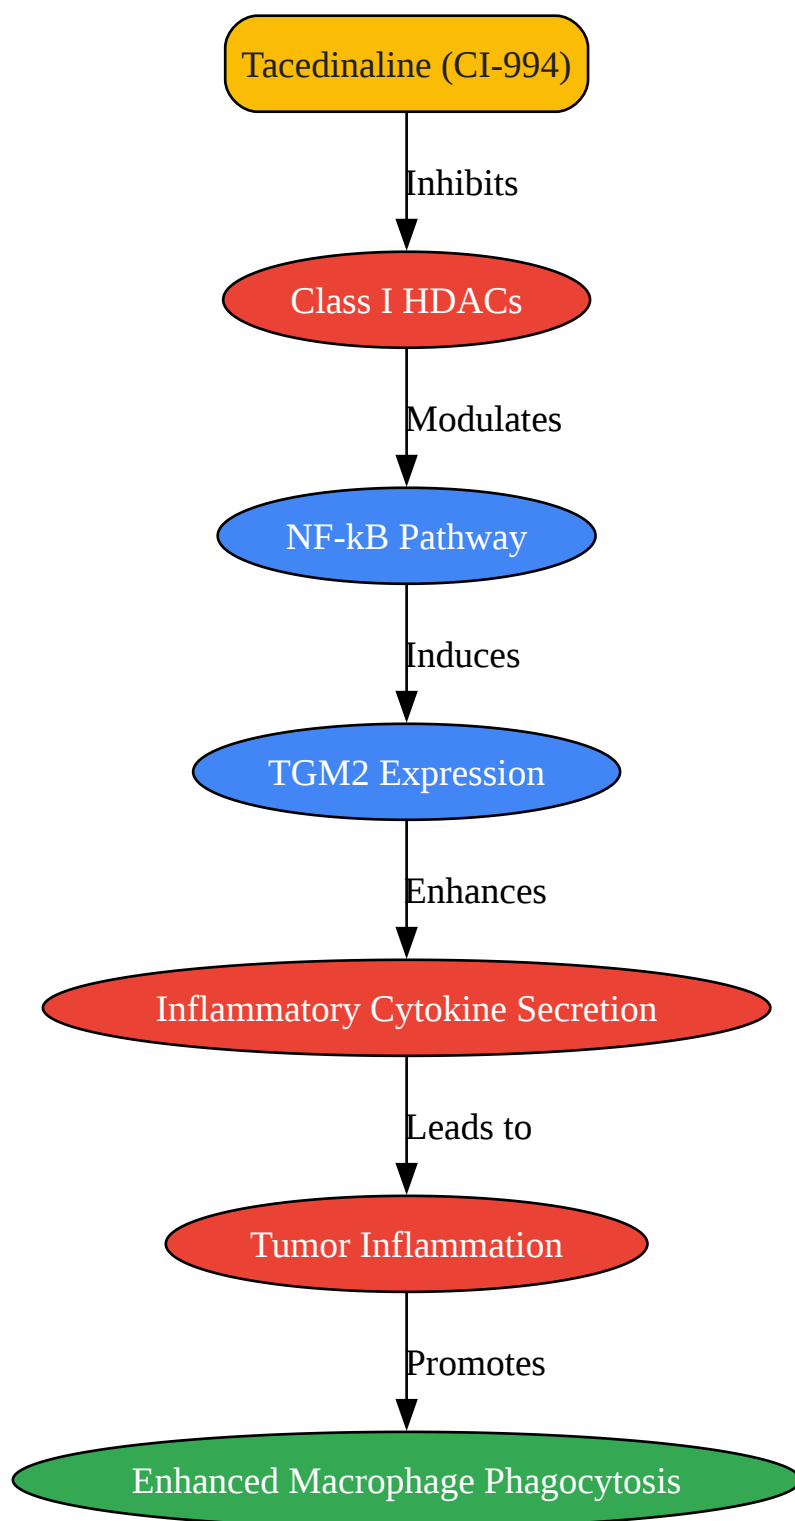 Tacedinaline (CI-994)
Inhibits
Class I HDACs
Modulates
NF-kB Pathway
Induces
TGM2 Expression
Enhances
Inflammatory Cytokine Secretion
Leads to
Tumor Inflammation
Promotes
Enhanced Macrophage Phagocytosis